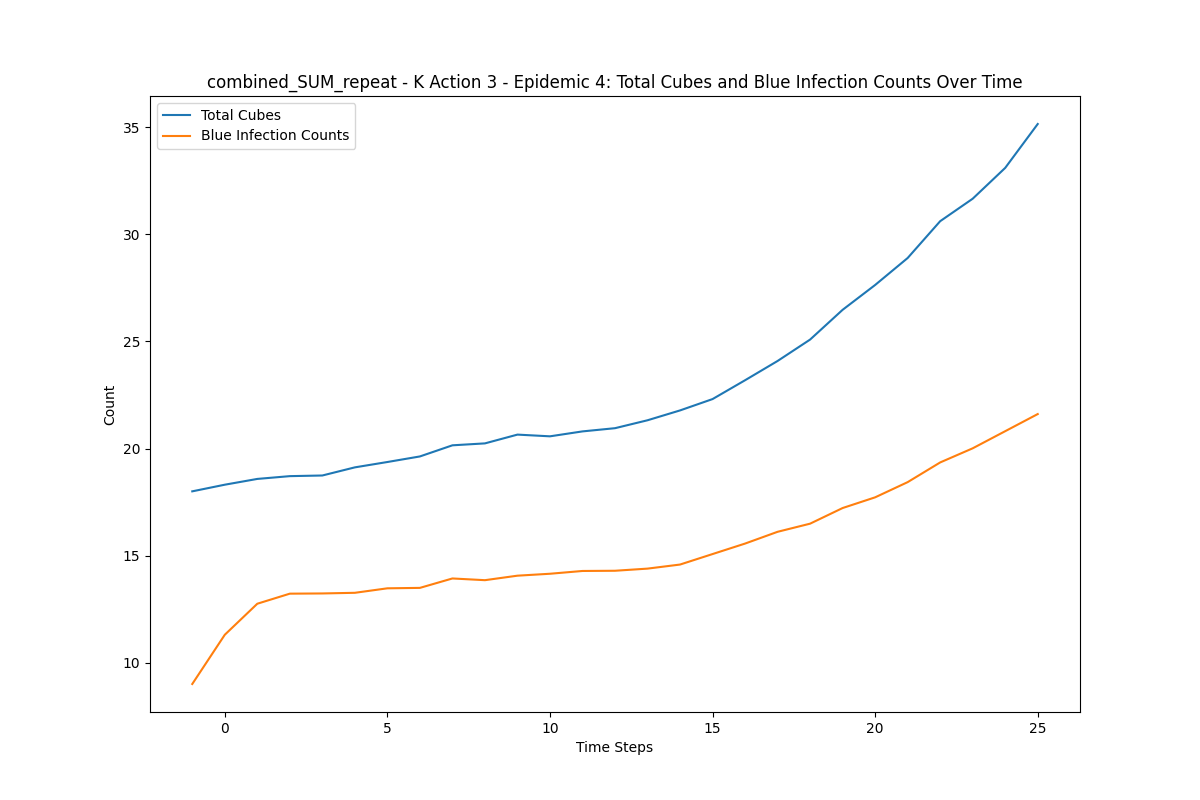 combined_SUM_repeat - K Action 3 - Epidemic 4: Total Cubes and Blue Infection Counts Over Time
Total Cubes
Blue Infection Counts
35
30
25
20
15
10
Count
0 5 10 15 20 25
Time Steps